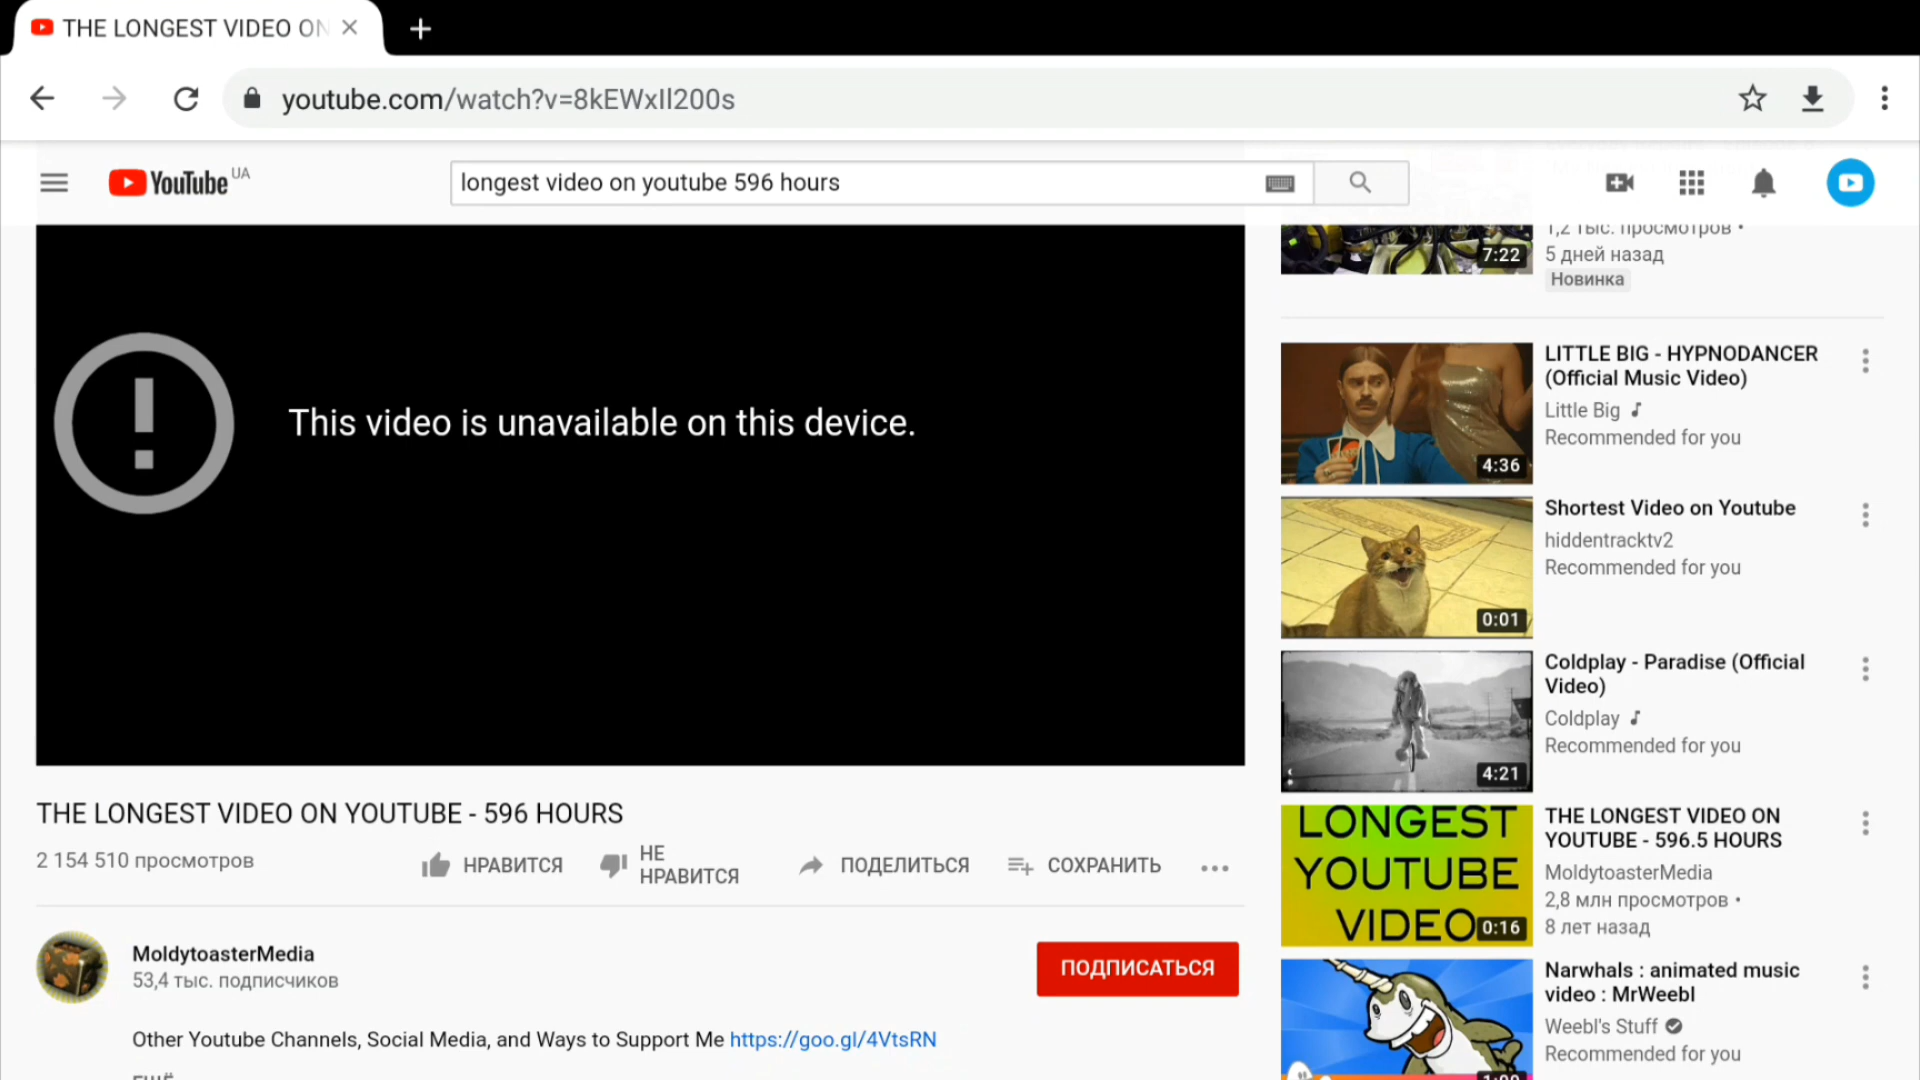 THE LONGEST VIDEO ON
youtube.com/watch?v=8kEWxIl200s
YouTube UA
longest video on youtube 596 hours
This video is unavailable on this device.
THE LONGEST VIDEO ON YOUTUBE - 596 HOURS
2 154 510 просмотров
НРАВИТСЯ
НЕ
НРАВИТСЯ
ПОДЕЛИТЬСЯ
СОХРАНИТЬ
MoldytoasterMedia
53,4 тыс. подписчиков
ПОДПИСАТЬСЯ
Other Youtube Channels, Social Media, and Ways to Support Me https://goo.gl/4VtsRN
ЕЩЁ
7:22
1,2 тыс. просмотров •
5 дней назад
Новинка
4:36
LITTLE BIG - HYPNODANCER
(Official Music Video)
Little Big
Recommended for you
0:01
Shortest Video on Youtube
hiddentracktv2
Recommended for you
4:21
Coldplay - Paradise (Official
Video)
Coldplay
Recommended for you
LONGEST
YOUTUBE
VIDEO
0:16
THE LONGEST VIDEO ON
YOUTUBE - 596.5 HOURS
MoldytoasterMedia
2,8 млн просмотров •
8 лет назад
Narwhals : animated music
video : MrWeebl
Weebl's Stuff
Recommended for you